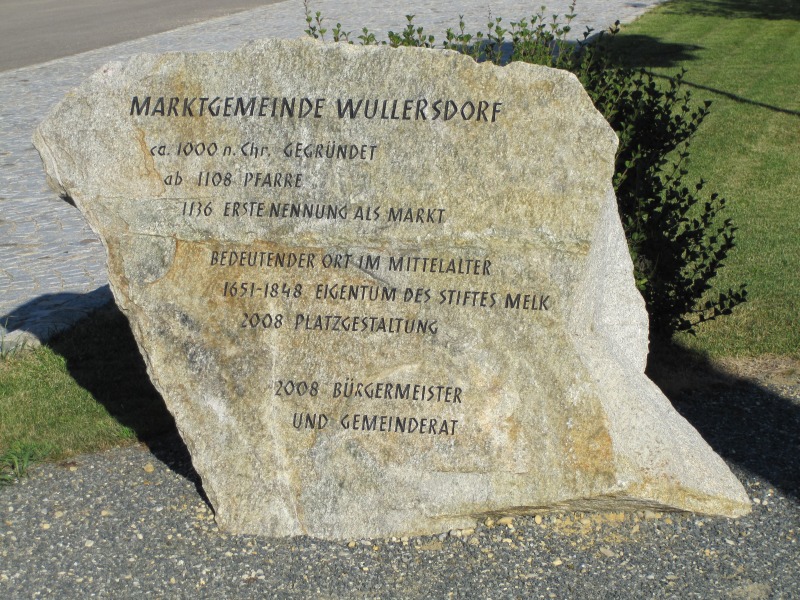 MARKTGEMEINDE WULLERSDORF
ca. 1000 n. Chr. GEGRÜNDET
ab 1108 PFARRE
1136 ERSTE NENNUNG ALS MARKT
BEDEUTENDER ORT IM MITTELALTER
1651-1848 EIGENTUM DES STIFTES MELK
2008 PLATZGESTALTUNG
2008 BÜRGERMEISTER
UND GEMEINDERAT